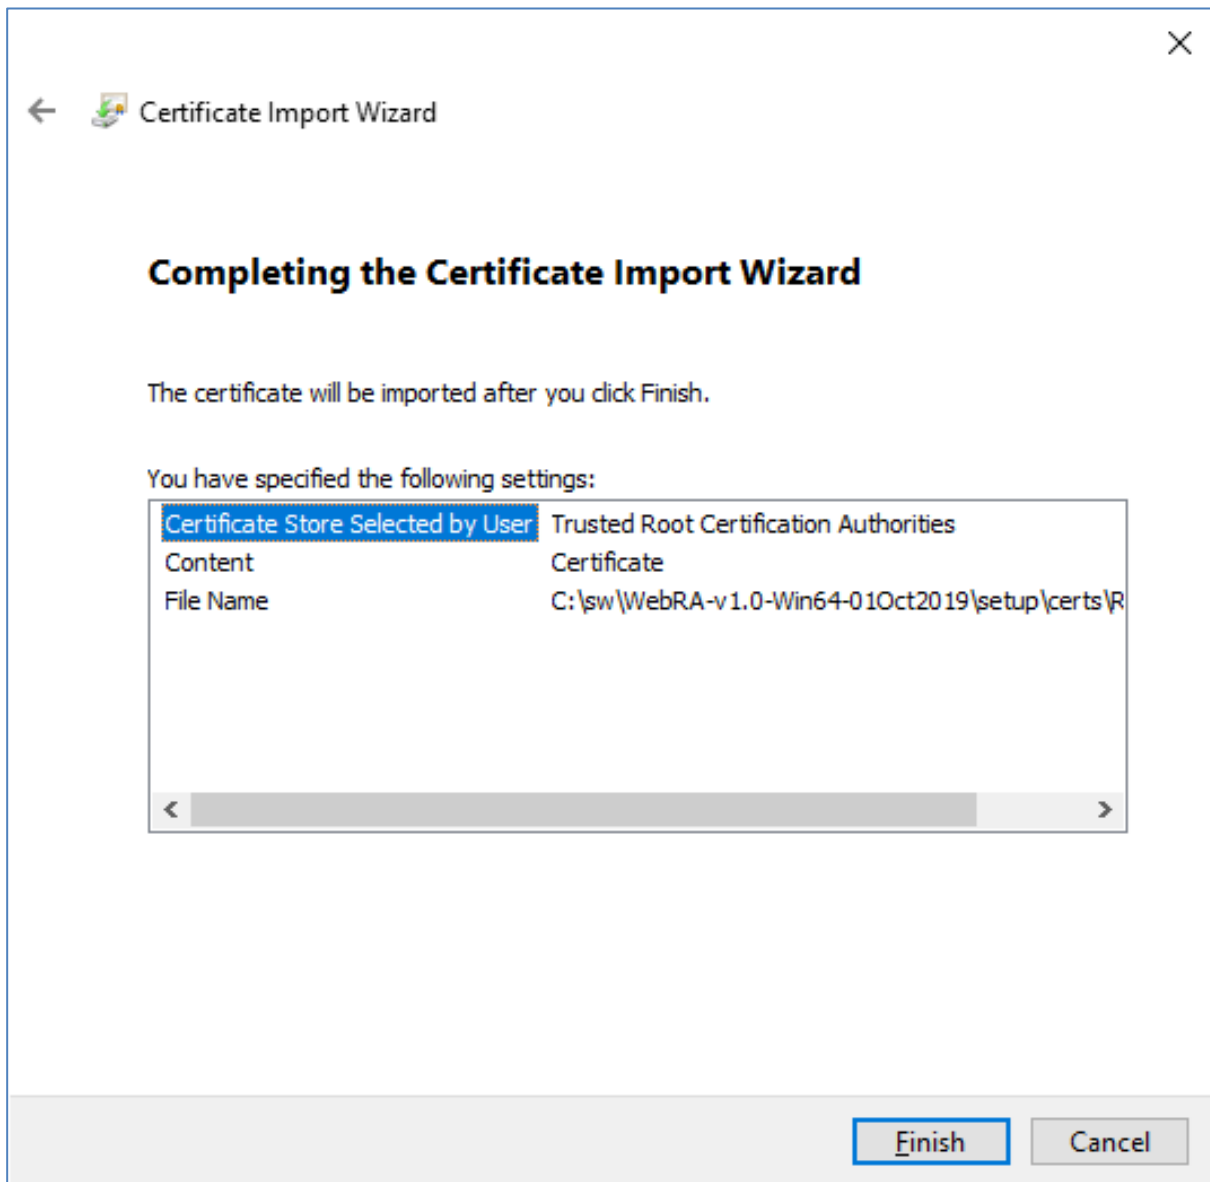 Certificate Import Wizard
Completing the Certificate Import Wizard
The certificate will be imported after you click Finish.
You have specified the following settings:
Certificate Store Selected by User Trusted Root Certification Authorities
Content Certificate
File Name C:\sw\WebRA-v1.0-Win64-01Oct2019\setup\certs\R
Finish Cancel